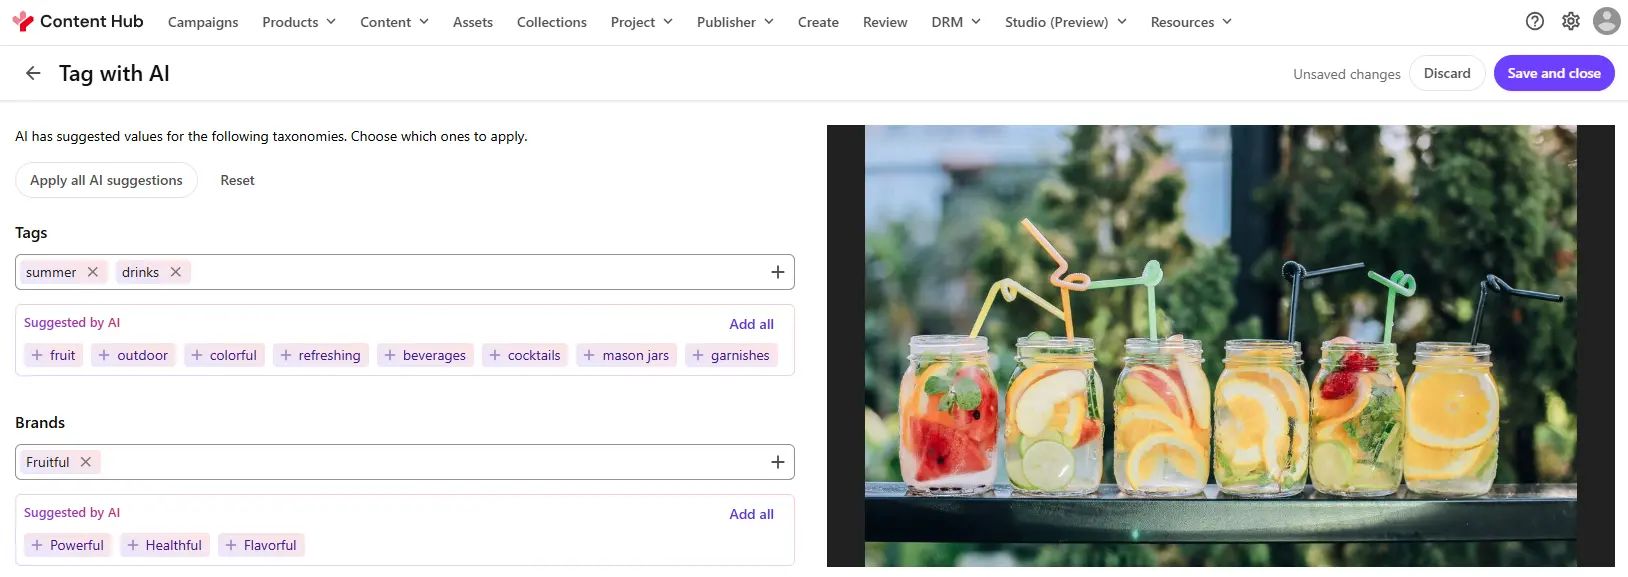 Content Hub Campaigns Products Content Assets Collections Project Publisher Create Review DRM Studio (Preview) Resources
Tag with AI Unsaved changes Discard Save and close
AI has suggested values for the following taxonomies. Choose which ones to apply.
Apply all AI suggestions Reset
Tags
summer drinks
Suggested by AI Add all
fruit outdoor colorful refreshing beverages cocktails mason jars garnishes
Brands
Fruitful
Suggested by AI Add all
Powerful Healthful Flavorful